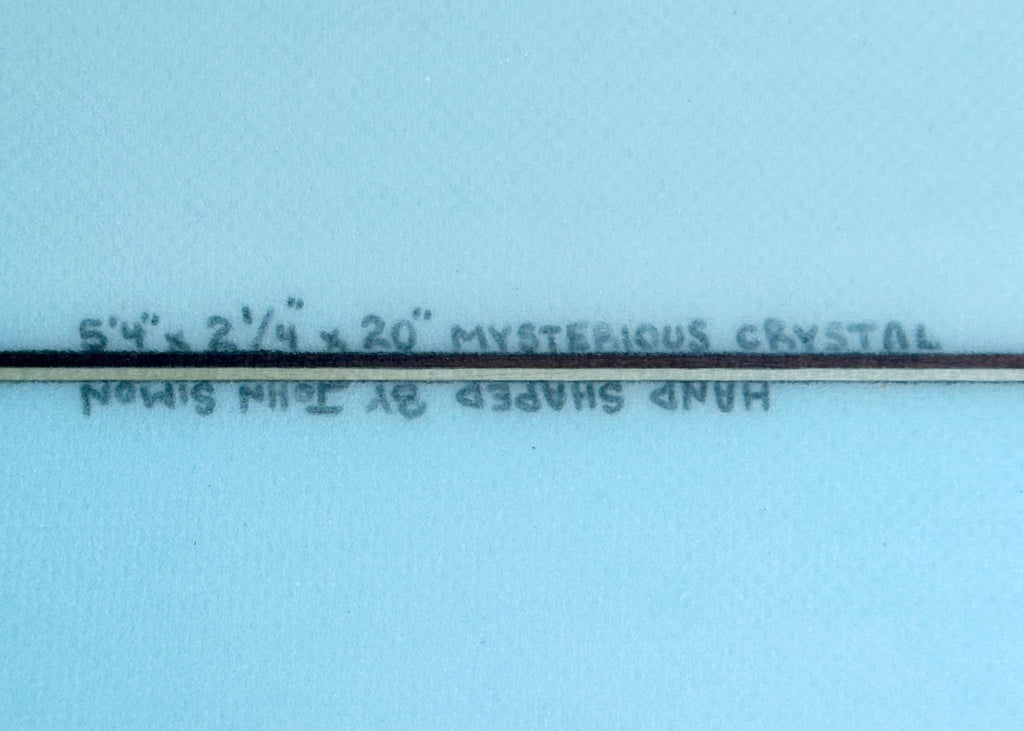 5'4" x 2 1/4" x 20" MYSTERIOUS CRYSTAL
HAND SHAPED BY JOHN SIMON